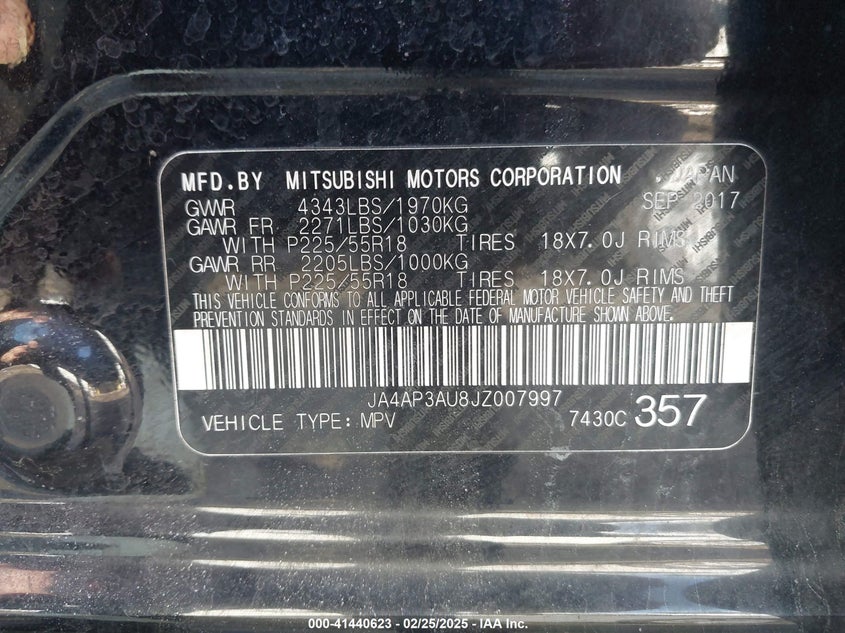 MFD.BY MITSUBISHI MOTORS CORPORATION , JAPAN
GVWR 4343LBS/1970KG SEP 2017
GAWR FR 2271LBS/1030KG
WITH P225/55R18 TIRES 18X7.0J RIMS
GAWR RR 2205LBS/1000KG
WITH P225/55R18 TIRES 18X7.0J RIMS
THIS VEHICLE CONFORMS TO ALL APPLICABLE FEDERAL MOTOR VEHICLE SAFETY AND THEFT
PREVENTION STANDARDS IN EFFECT ON THE DATE OF MANUFACTURE SHOWN ABOVE.
JA4AP3AU8JZ007997
VEHICLE TYPE: MPV 7430C 357
000-41440623 - 02/25/2025 - IAA Inc.